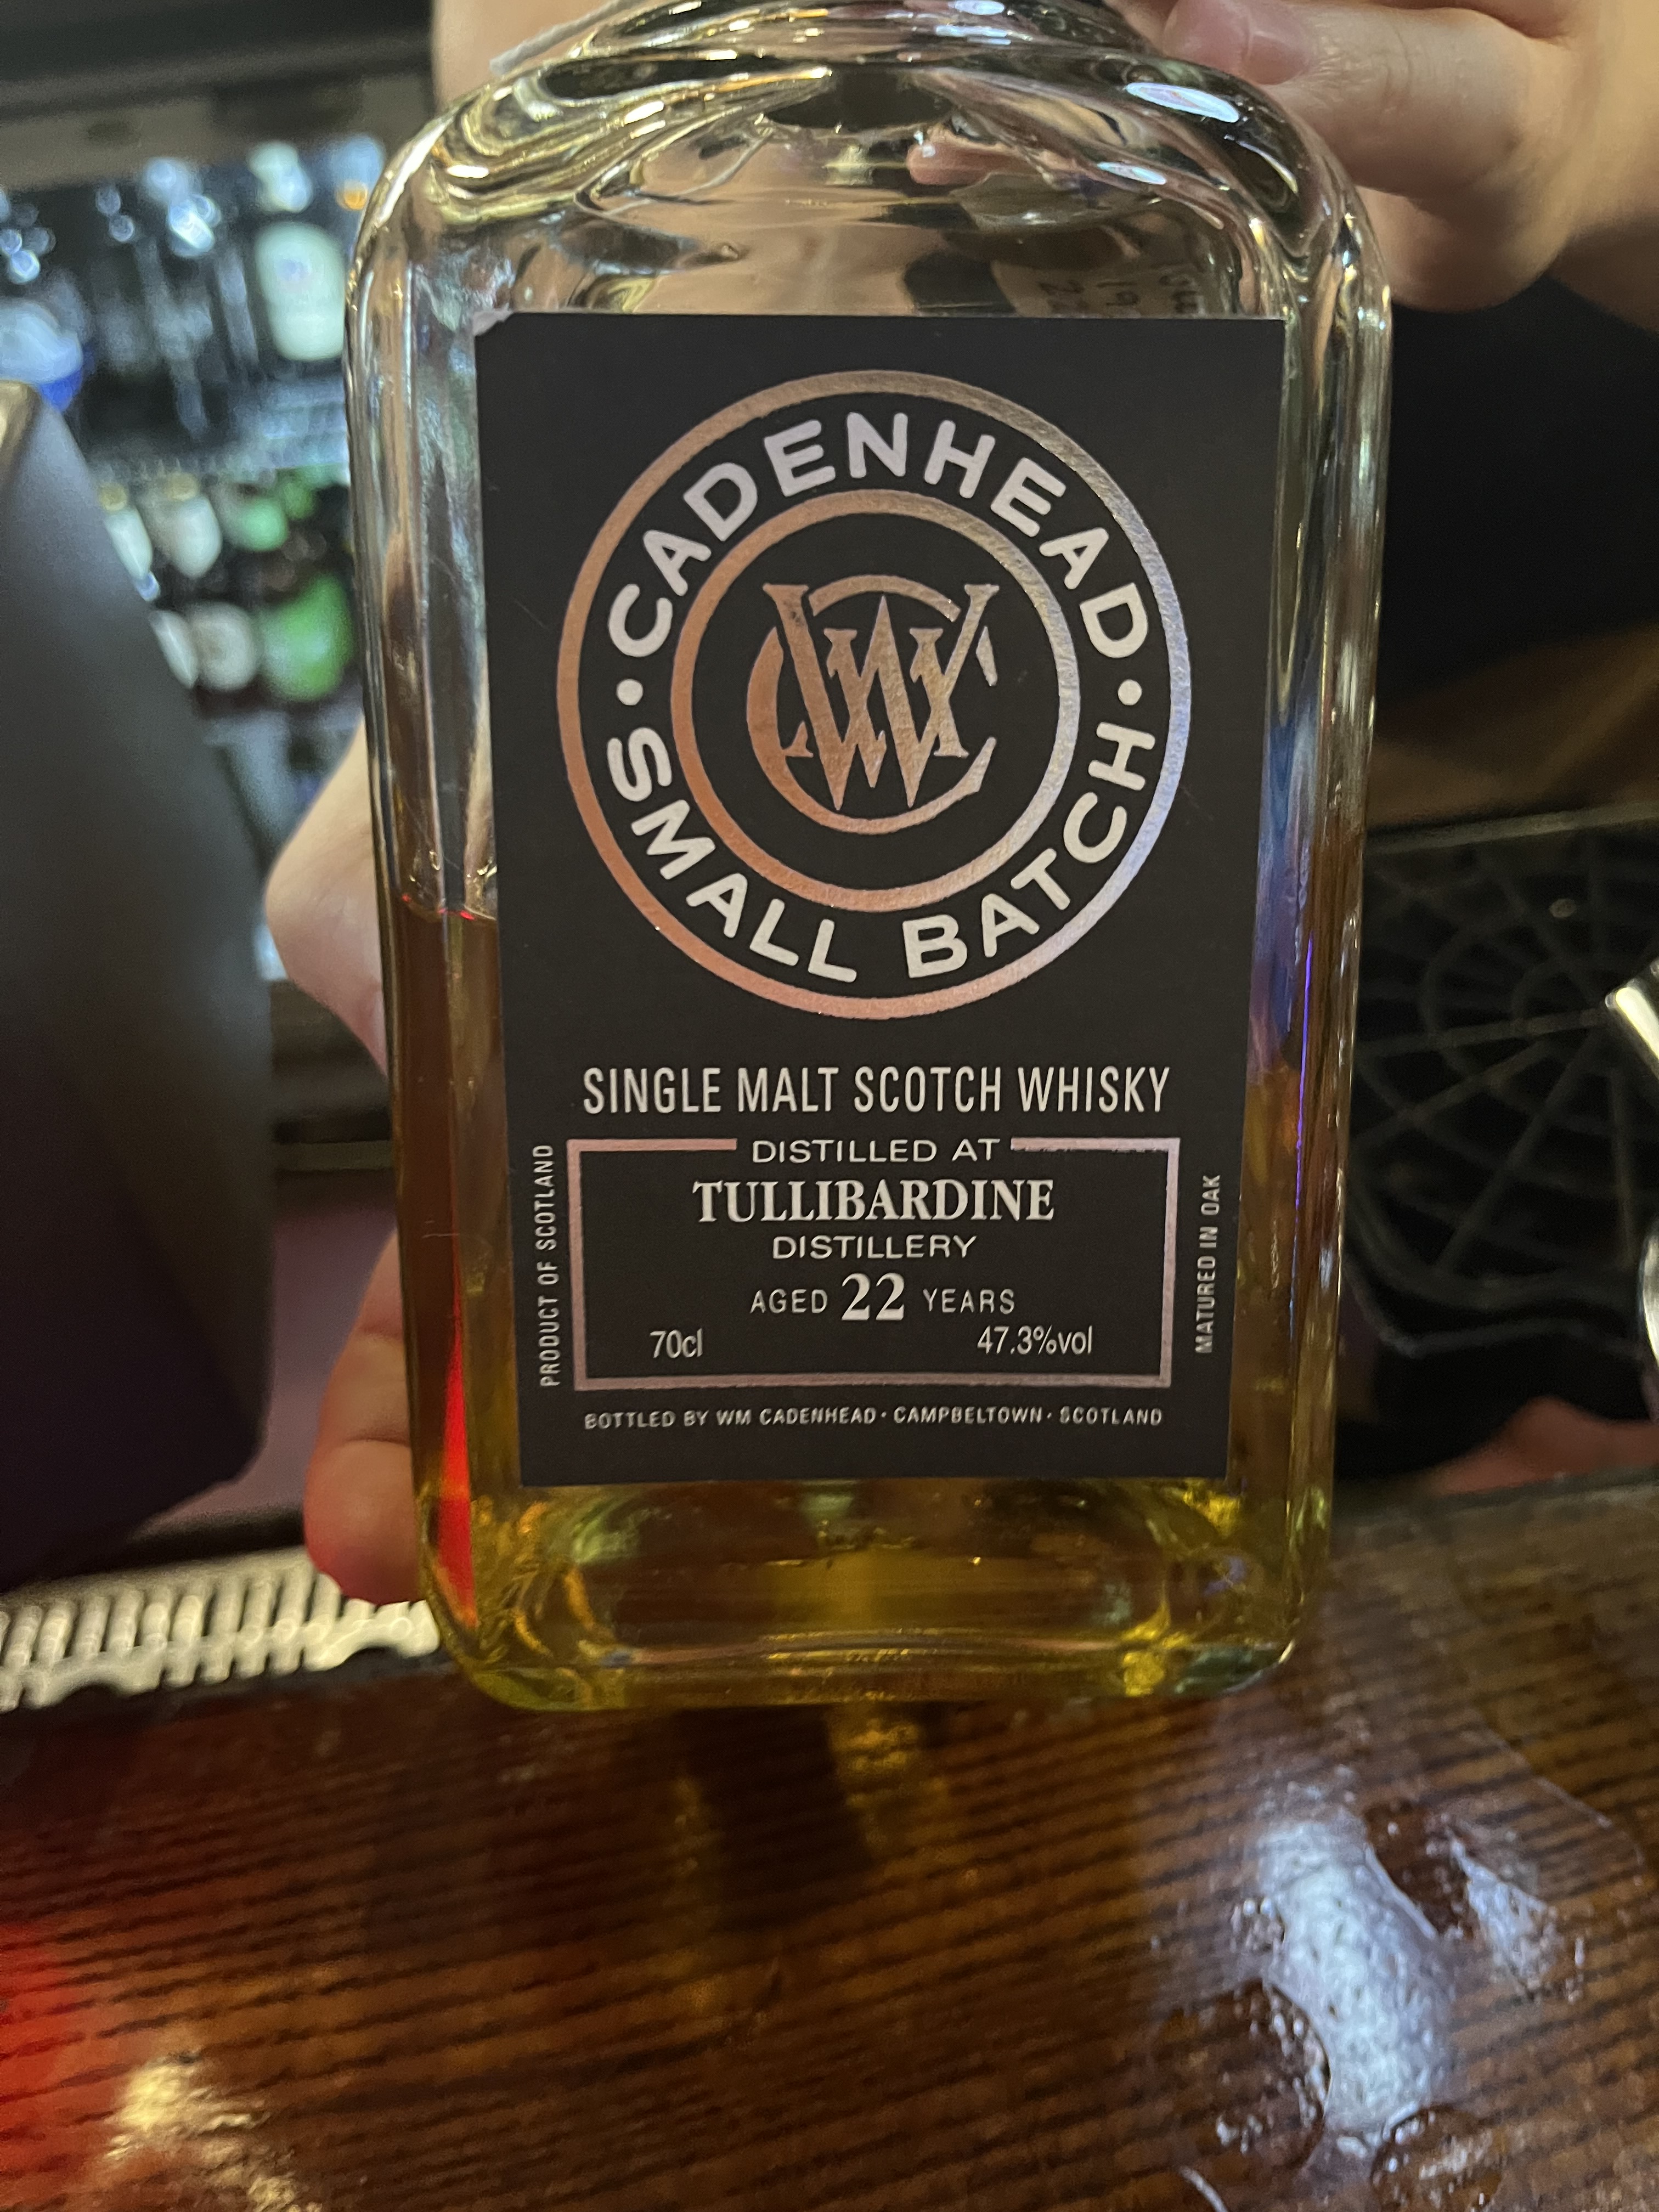 · CADENHEAD ·
WC
SMALL BATCH
SINGLE MALT SCOTCH WHISKY
DISTILLED AT
TULLIBARDINE
DISTILLERY
AGED 22 YEARS
70cl 47.3%vol
PRODUCT OF SCOTLAND
MATURED IN OAK
BOTTLED BY WM CADENHEAD · CAMPBELTOWN · SCOTLAND